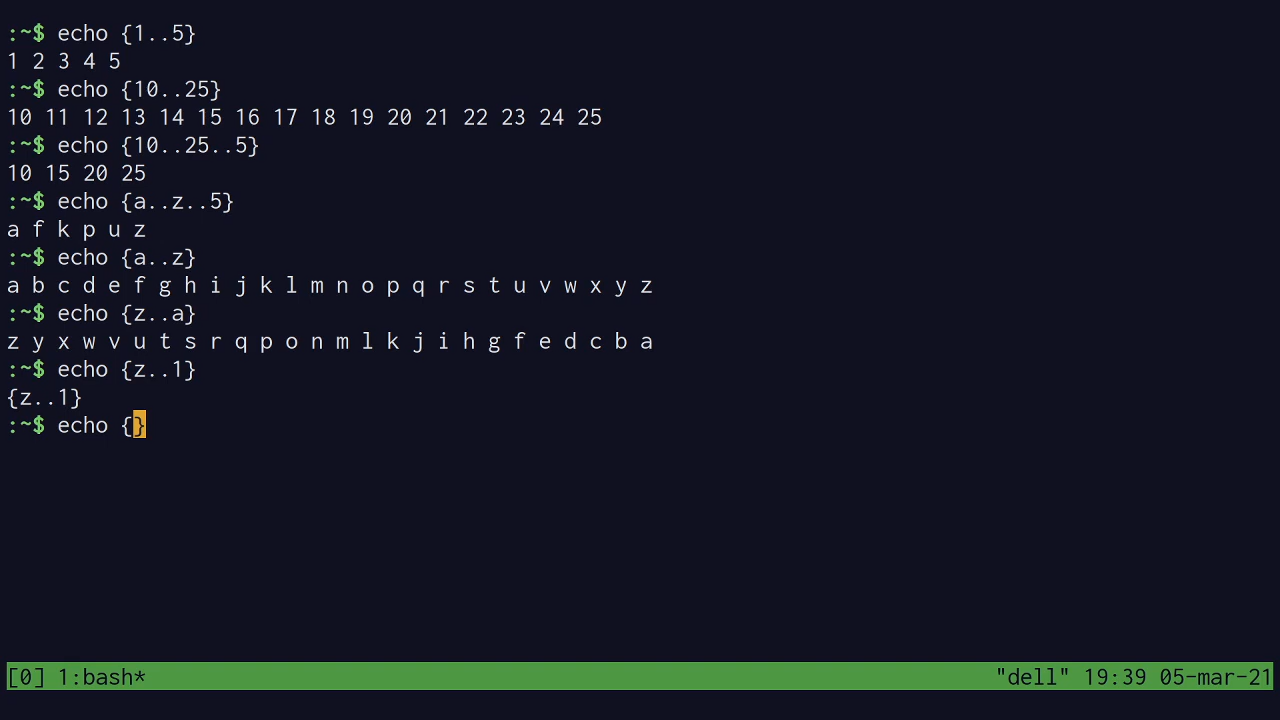 :~$ echo {1..5}
1 2 3 4 5
:~$ echo {10..25}
10 11 12 13 14 15 16 17 18 19 20 21 22 23 24 25
:~$ echo {10..25..5}
10 15 20 25
:~$ echo {a..z..5}
a f k p u z
:~$ echo {a..z}
a b c d e f g h i j k l m n o p q r s t u v w x y z
:~$ echo {z..a}
z y x w v u t s r q p o n m l k j i h g f e d c b a
:~$ echo {z..1}
{z..1}
:~$ echo {}
[0] 1:bash* "dell" 19:39 05-mar-21